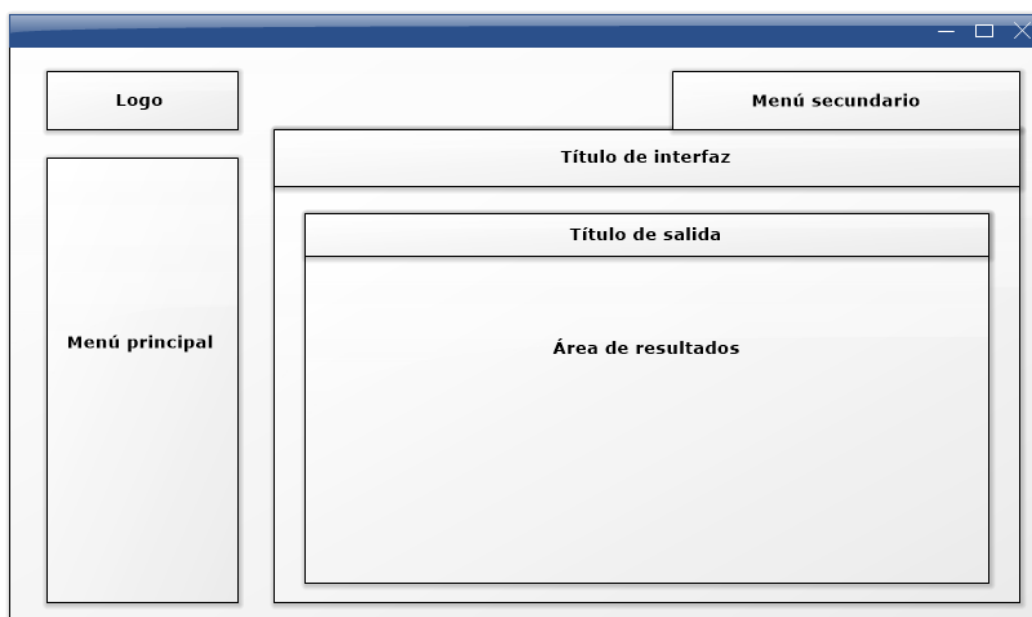 Logo
Menú secundario
Título de interfaz
Título de salida
Menú principal
Área de resultados